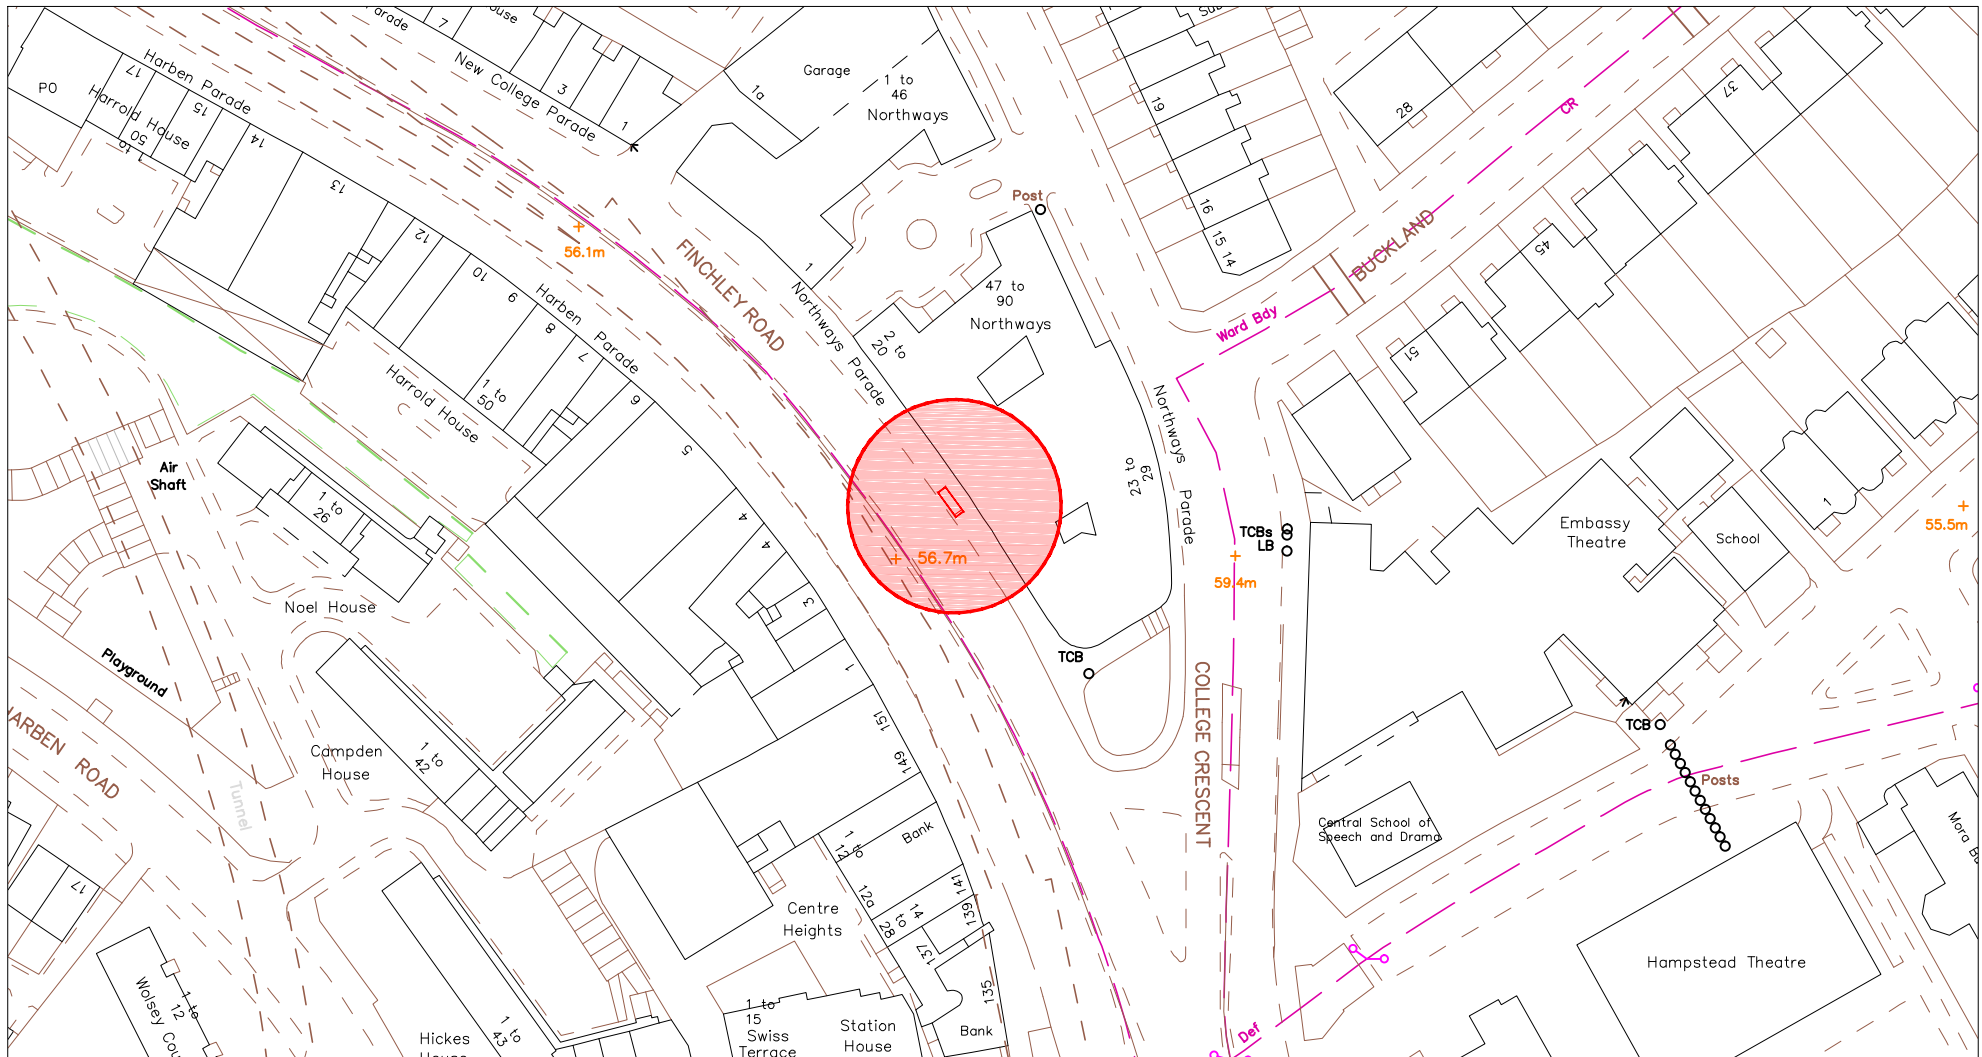 PO
17
Harben Parade
Harrold House
15
1 to
50
14
13
12
10
9
8
7
6
5
4
4
3
1
151
149
Harben Parade
Harrold House
1 to
50
7
New College Parade
3
1
1a
Garage
1 to
46
Northways
Post
56.1m
FINCHLEY ROAD
1
Northways Parade
2 to
20
47 to
90
Northways
19
16
15
14
28
37
CR
BUCKLAND
Ward Bdy
45
51
Northways Parade
23 to
29
56.7m
TCBs
LB
59.4m
TCB
Embassy
Theatre
School
1
55.5m
Air
Shaft
1 to
26
Noel House
Playground
HARBEN ROAD
Tunnel
Campden
House
1 to
42
17
COLLEGE CRESCENT
TCB
Posts
Central School of
Speech and Drama
Hampstead Theatre
1 to
12
Bank
12a
14
to
28
141
139
137
135
Centre
Heights
Bank
1 to
15
Swiss
Terrace
Station
House
Hickes
House
1 to
43
Wolsey
1 to
12
Def